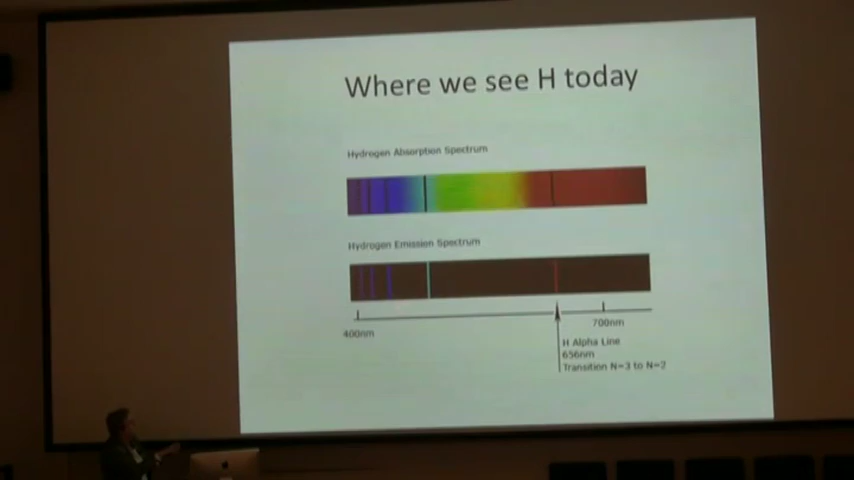 Where we see H today
Hydrogen Absorption Spectrum
Hydrogen Emission Spectrum
400nm
700nm
H Alpha Line
656nm
Transition N=3 to N=2